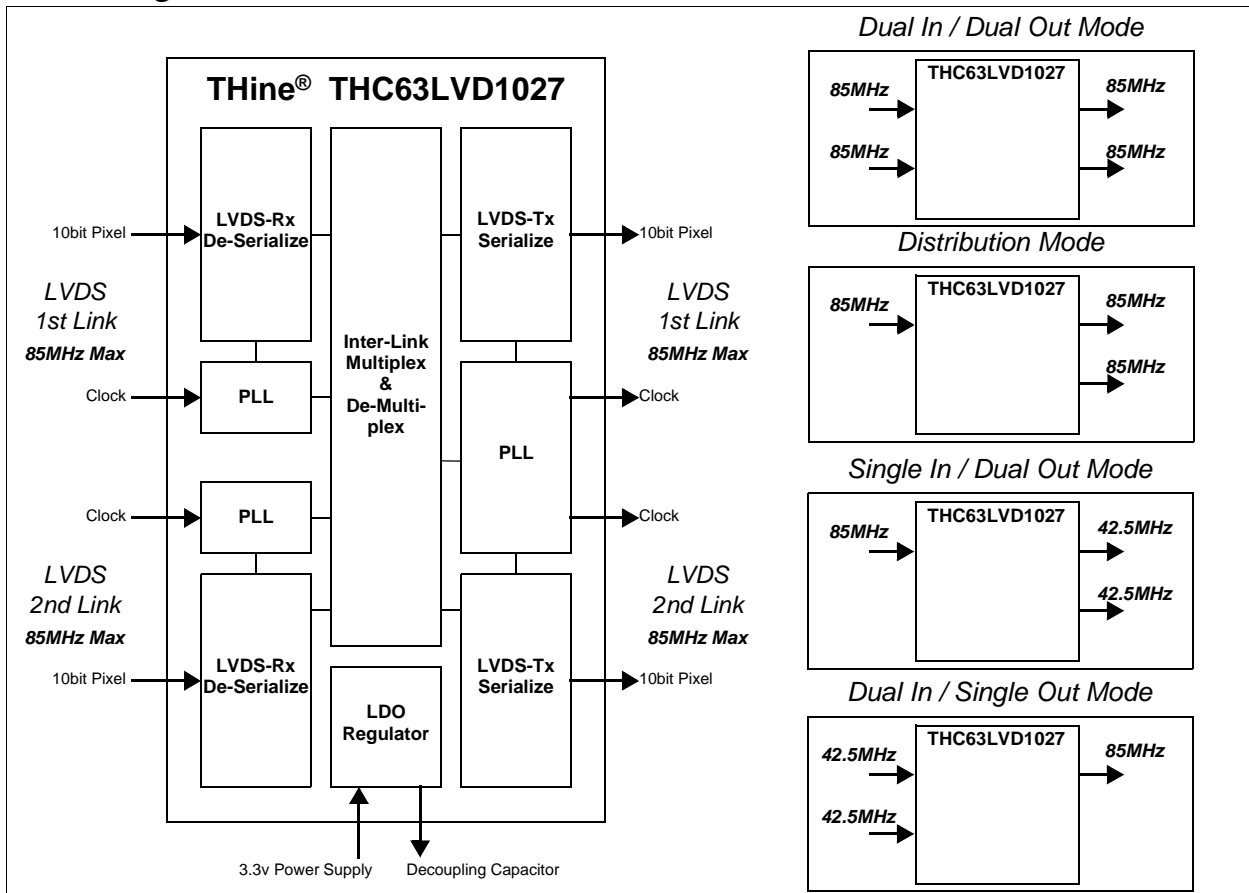 THine® THC63LVD1027
LVDS-Rx
De-Serialize
LVDS-Tx
Serialize
10bit Pixel
10bit Pixel
LVDS
1st Link
85MHz Max
LVDS
1st Link
85MHz Max
Inter-Link
Multiplex
&
De-Multi-
plex
Clock
PLL
Clock
PLL
Clock
PLL
Clock
LVDS
2nd Link
85MHz Max
LVDS
2nd Link
85MHz Max
LVDS-Rx
De-Serialize
LVDS-Tx
Serialize
10bit Pixel
10bit Pixel
LDO
Regulator
3.3v Power Supply
Decoupling Capacitor
Dual In / Dual Out Mode
THC63LVD1027
85MHz
85MHz
85MHz
85MHz
Distribution Mode
THC63LVD1027
85MHz
85MHz
85MHz
Single In / Dual Out Mode
THC63LVD1027
85MHz
42.5MHz
42.5MHz
Dual In / Single Out Mode
THC63LVD1027
42.5MHz
85MHz
42.5MHz